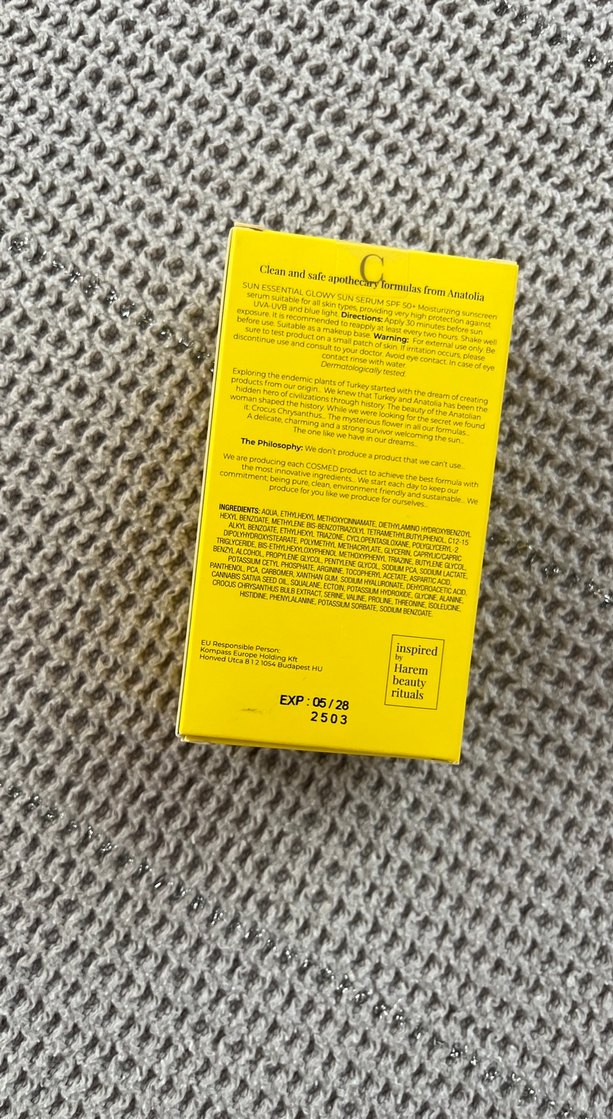 C
Clean and safe apothecary formulas from Anatolia
SUN ESSENTIAL GLOWY SUN SERUM SPF 50+ Moisturizing sunscreen
serum suitable for all skin types, providing very high protection against
UVA-UVB and blue light. Directions: Apply 30 minutes before sun
exposure. It is recommended to reapply at least every two hours. Shake well
before use. Suitable as a makeup base. Warning: For external use only. Be
sure to test product on a small patch of skin. If irritation occurs, please
discontinue use and consult to your doctor. Avoid eye contact. In case of eye
contact rinse with water.
Dermatologically tested.
Exploring the endemic plants of Turkey started with the dream of creating
products from our origin... We knew that Turkey and Anatolia has been the
hidden hero of civilizations through history. The beauty of the Anatolian
woman shaped the history. While we were looking for the secret we found
it: Crocus Chrysanthus... The mysterious flower in all our formulas...
A delicate, charming and a strong survivor welcoming the sun...
The one like we have in our dreams...
The Philosophy: We don't produce a product that we can't use...
We are producing each COSMED product to achieve the best formula with
the most innovative ingredients... We start each day to keep our
commitment; being pure, clean, environment friendly and sustainable... We
produce for you like we produce for ourselves...
INGREDIENTS: AQUA, ETHYLHEXYL METHOXYCINNAMATE, DIETHYLAMINO HYDROXYBENZOYL
HEXYL BENZOATE, METHYLENE BIS-BENZOTRIAZOLYL TETRAMETHYLBUTYLPHENOL, C12-15
ALKYL BENZOATE, ETHYLHEXYL TRIAZONE, CYCLOPENTASILOXANE, POLYGLYCERYL-2
DIPOLYHYDROXYSTEARATE, POLYMETHYL METHACRYLATE, GLYCERIN, CAPRYLIC/CAPRIC
TRIGLYCERIDE, BIS-ETHYLHEXYLOXYPHENOL METHOXYPHENYL TRIAZINE, BUTYLENE GLYCOL,
BENZYL ALCOHOL, PROPYLENE GLYCOL, PENTYLENE GLYCOL, SODIUM PCA, SODIUM LACTATE,
POTASSIUM CETYL PHOSPHATE, ARGININE, TOCOPHERYL ACETATE, ASPARTIC ACID,
PANTHENOL, PCA, CARBOMER, XANTHAN GUM, SODIUM HYALURONATE, DEHYDROACETIC ACID,
CANNABIS SATIVA SEED OIL, SQUALANE, ECTOIN, POTASSIUM HYDROXIDE, GLYCINE, ALANINE,
CROCUS CHRYSANTHUS BULB EXTRACT, SERINE, VALINE, PROLINE, THREONINE, ISOLEUCINE,
HISTIDINE, PHENYLALANINE, POTASSIUM SORBATE, SODIUM BENZOATE.
EU Responsible Person:
Kompass Europe Holding Kft
Honved Utca 8 1 2 1054 Budapest HU
inspired
by
Harem
beauty
rituals
EXP : 05 / 28
2503